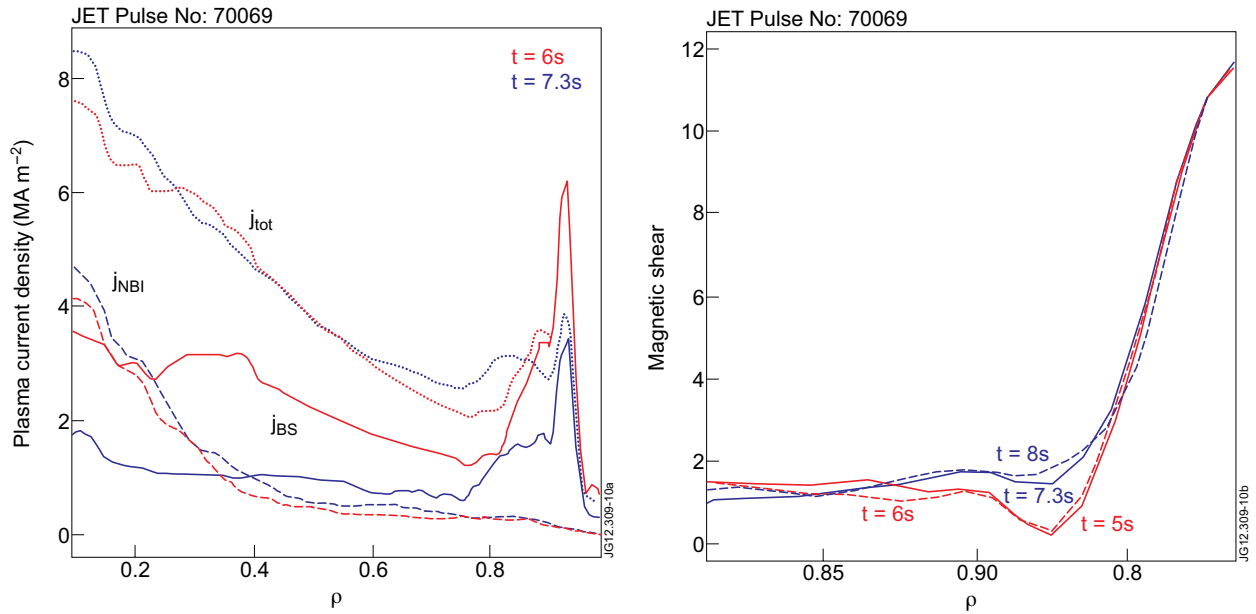 JET Pulse No: 70069
t = 6s
t = 7.3s
8
6
4
2
0
Plasma current density (MA m⁻²)
j_tot
j_NBI
j_BS
0.2
0.4
0.6
0.8
ρ
JG12.309-10a
JET Pulse No: 70069
12
10
8
6
4
2
0
Magnetic shear
t = 8s
t = 7.3s
t = 6s
t = 5s
0.85
0.90
0.8
ρ
JG12.309-10b